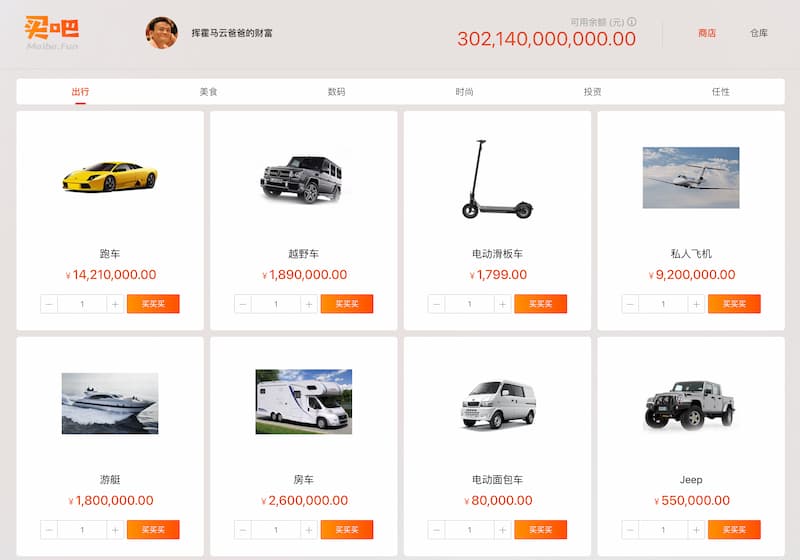 买吧
Maiba.Fun
挥霍马云爸爸的财富
可用余额 (元)
302,140,000,000.00
商店
仓库
出行
美食
数码
时尚
投资
任性
跑车
越野车
电动滑板车
私人飞机
¥ 14,210,000.00
¥ 1,890,000.00
¥ 1,799.00
¥ 9,200,000.00
− 1 + 买买买
− 1 + 买买买
− 1 + 买买买
− 1 + 买买买
游艇
房车
电动面包车
Jeep
¥ 1,800,000.00
¥ 2,600,000.00
¥ 80,000.00
¥ 550,000.00
− 1 + 买买买
− 1 + 买买买
− 1 + 买买买
− 1 + 买买买